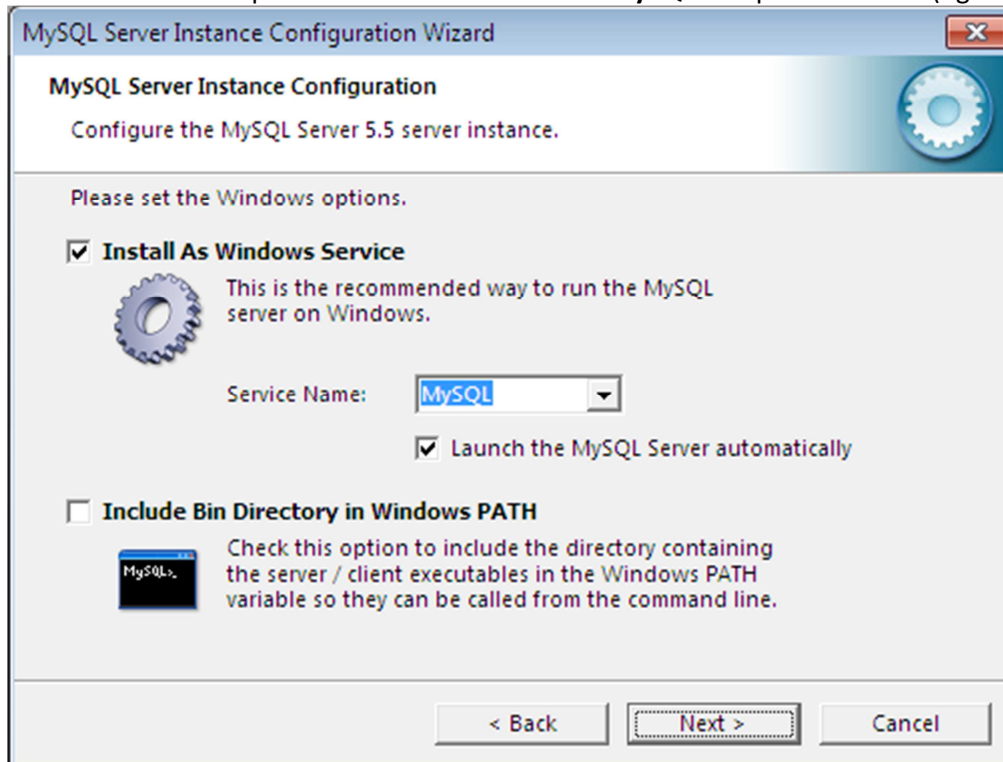 MySQL Server Instance Configuration Wizard
MySQL Server Instance Configuration
Configure the MySQL Server 5.5 server instance.
Please set the Windows options.
Install As Windows Service
This is the recommended way to run the MySQL
server on Windows.
Service Name: MySQL
Launch the MySQL Server automatically
Include Bin Directory in Windows PATH
MySQL>_
Check this option to include the directory containing
the server / client executables in the Windows PATH
variable so they can be called from the command line.
< Back Next > Cancel